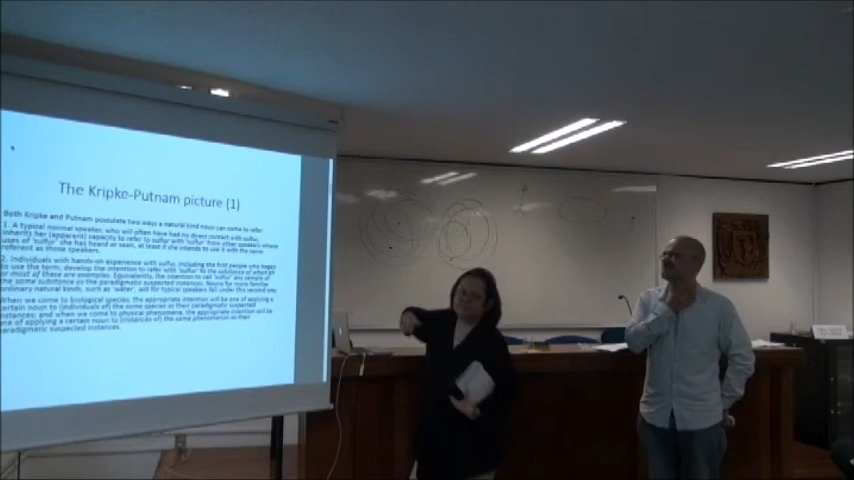 The Kripke-Putnam picture (1)
Both Kripke and Putnam postulate two ways a natural kind noun can come to refer.
1. A typical normal speaker, who will often have had no direct contact with sulfur,
inherits her (apparent) capacity to refer to sulfur with 'sulfur' from other speakers whose
uses of 'sulfur' she has heard or seen, at least if she intends to use it with the same
reference as those speakers.
2. Individuals with hands-on experience with sulfur, including the first people who began
to use the term, develop the intention to refer with 'sulfur' to the substance of which all
or most of these are examples. Equivalently, the intention to call 'sulfur' any sample of
the same substance as the paradigmatic suspected instances. Nouns for more familiar
ordinary natural kinds, such as 'water', will for typical speakers fall under this second way.
When we come to biological species, the appropriate intention will be one of applying a
certain noun to (individuals of) the same species as their paradigmatic suspected
instances; and when we come to physical phenomena, the appropriate intention will be
one of applying a certain noun to (instances of) the same phenomenon as their
paradigmatic suspected instances.